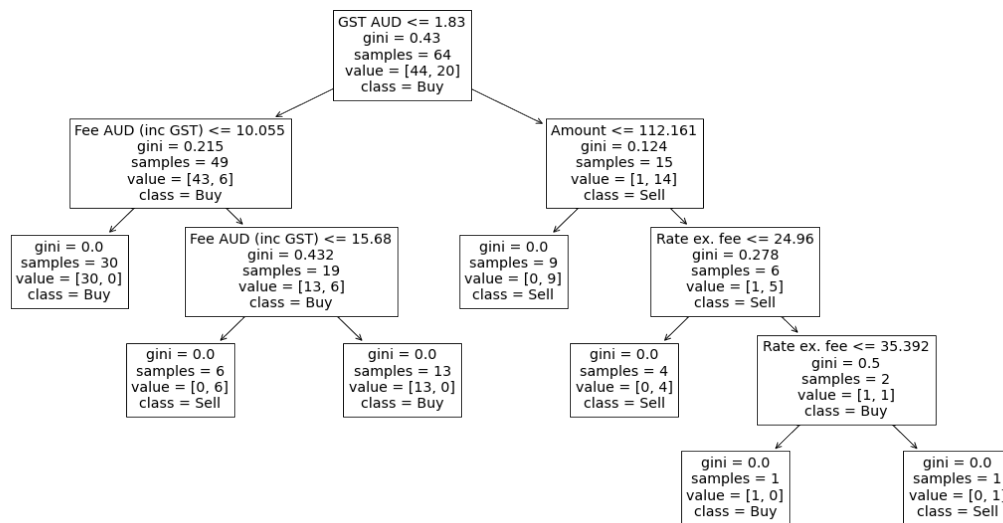 GST AUD <= 1.83
gini = 0.43
samples = 64
value = [44, 20]
class = Buy
Fee AUD (inc GST) <= 10.055
gini = 0.215
samples = 49
value = [43, 6]
class = Buy
Amount <= 112.161
gini = 0.124
samples = 15
value = [1, 14]
class = Sell
gini = 0.0
samples = 30
value = [30, 0]
class = Buy
Fee AUD (inc GST) <= 15.68
gini = 0.432
samples = 19
value = [13, 6]
class = Buy
gini = 0.0
samples = 9
value = [0, 9]
class = Sell
Rate ex. fee <= 24.96
gini = 0.278
samples = 6
value = [1, 5]
class = Sell
gini = 0.0
samples = 6
value = [0, 6]
class = Sell
gini = 0.0
samples = 13
value = [13, 0]
class = Buy
gini = 0.0
samples = 4
value = [0, 4]
class = Sell
Rate ex. fee <= 35.392
gini = 0.5
samples = 2
value = [1, 1]
class = Buy
gini = 0.0
samples = 1
value = [1, 0]
class = Buy
gini = 0.0
samples = 1
value = [0, 1]
class = Sell